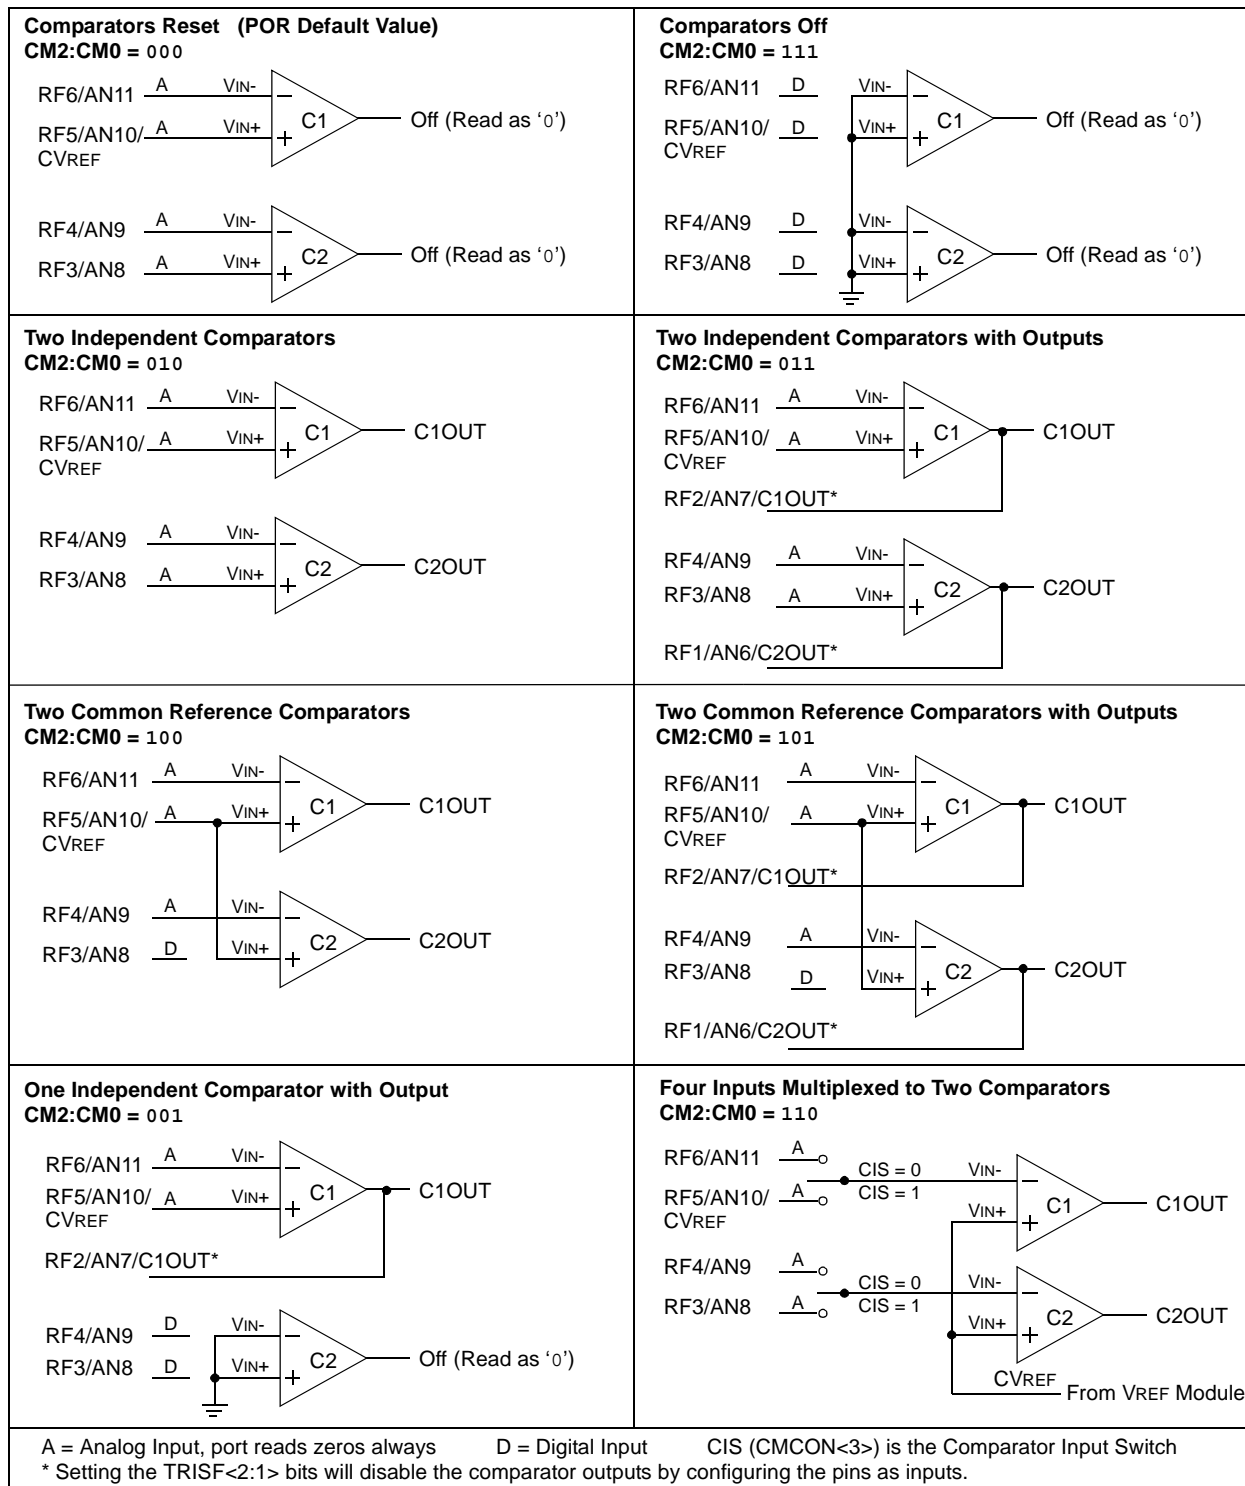 Comparators Reset (POR Default Value)
CM2:CM0 = 000
RF6/AN11 A VIN-
RF5/AN10/ A VIN+
CVREF
C1
Off (Read as ‘0’)
RF4/AN9 A VIN-
RF3/AN8 A VIN+
C2
Off (Read as ‘0’)
Comparators Off
CM2:CM0 = 111
RF6/AN11 D VIN-
RF5/AN10/ D VIN+
CVREF
C1
Off (Read as ‘0’)
RF4/AN9 D VIN-
RF3/AN8 D VIN+
C2
Off (Read as ‘0’)
Two Independent Comparators
CM2:CM0 = 010
RF6/AN11 A VIN-
RF5/AN10/ A VIN+
CVREF
C1
C1OUT
RF4/AN9 A VIN-
RF3/AN8 A VIN+
C2
C2OUT
Two Independent Comparators with Outputs
CM2:CM0 = 011
RF6/AN11 A VIN-
RF5/AN10/ A VIN+
CVREF
C1
C1OUT
RF2/AN7/C1OUT*
RF4/AN9 A VIN-
RF3/AN8 A VIN+
C2
C2OUT
RF1/AN6/C2OUT*
Two Common Reference Comparators
CM2:CM0 = 100
RF6/AN11 A VIN-
RF5/AN10/ A VIN+
CVREF
C1
C1OUT
RF4/AN9 A VIN-
RF3/AN8 D VIN+
C2
C2OUT
Two Common Reference Comparators with Outputs
CM2:CM0 = 101
RF6/AN11 A VIN-
RF5/AN10/ A VIN+
CVREF
C1
C1OUT
RF2/AN7/C1OUT*
RF4/AN9 A VIN-
RF3/AN8 D VIN+
C2
C2OUT
RF1/AN6/C2OUT*
One Independent Comparator with Output
CM2:CM0 = 001
RF6/AN11 A VIN-
RF5/AN10/ A VIN+
CVREF
C1
C1OUT
RF2/AN7/C1OUT*
RF4/AN9 D VIN-
RF3/AN8 D VIN+
C2
Off (Read as ‘0’)
Four Inputs Multiplexed to Two Comparators
CM2:CM0 = 110
RF6/AN11 A CIS = 0 VIN-
RF5/AN10/ A CIS = 1 VIN+
CVREF
C1
C1OUT
RF4/AN9 A CIS = 0 VIN-
RF3/AN8 A CIS = 1 VIN+
C2
C2OUT
CVREF
From VREF Module
A = Analog Input, port reads zeros always D = Digital Input CIS (CMCON<3>) is the Comparator Input Switch
* Setting the TRISF<2:1> bits will disable the comparator outputs by configuring the pins as inputs.